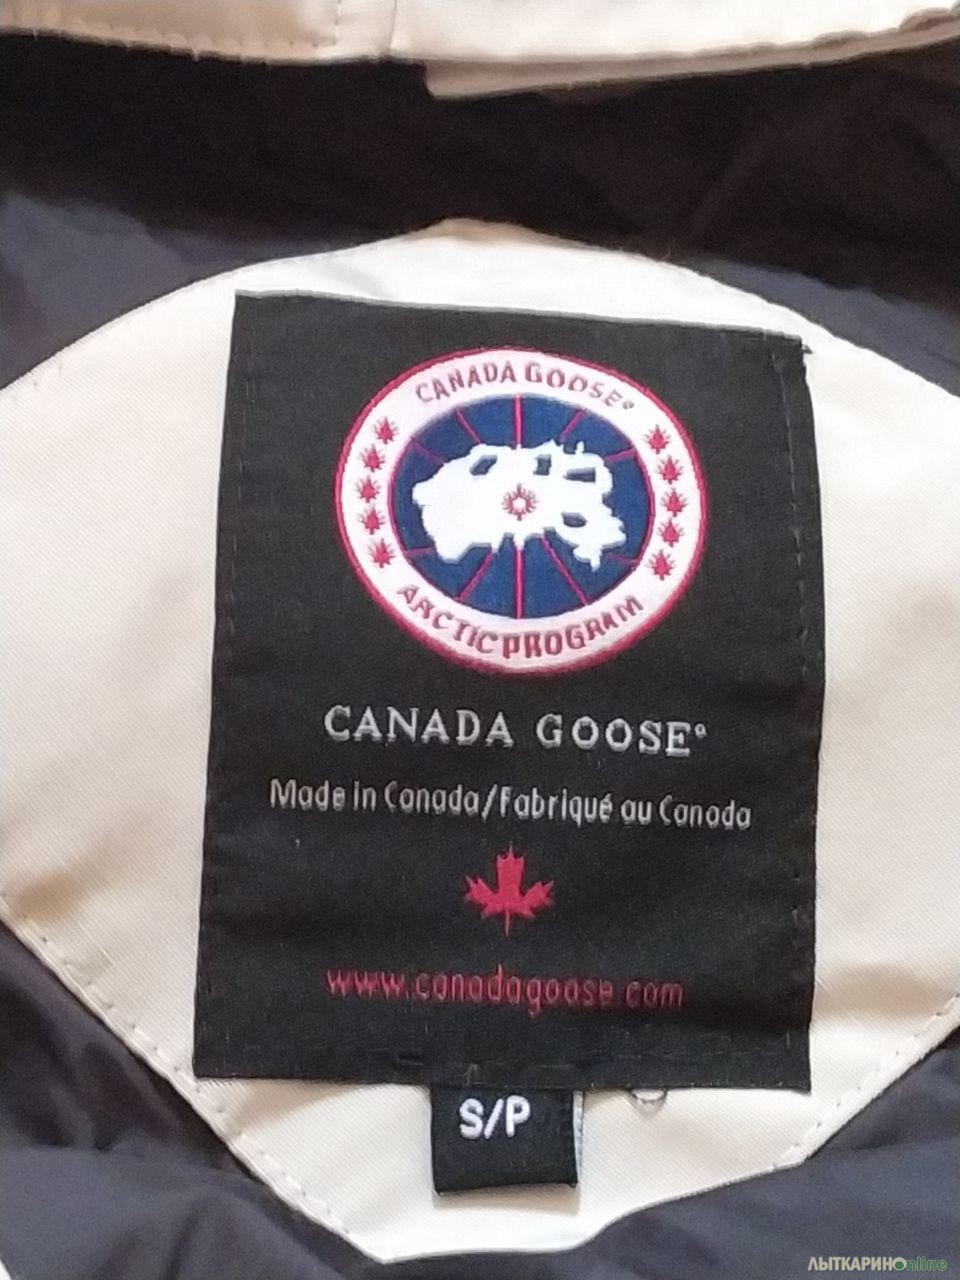 CANADA GOOSE®
ARCTIC PROGRAM
CANADA GOOSE®
Made in Canada/Fabriqué au Canada
www.canadagoose.com
S/P
ЛЫТКАРИНОonline